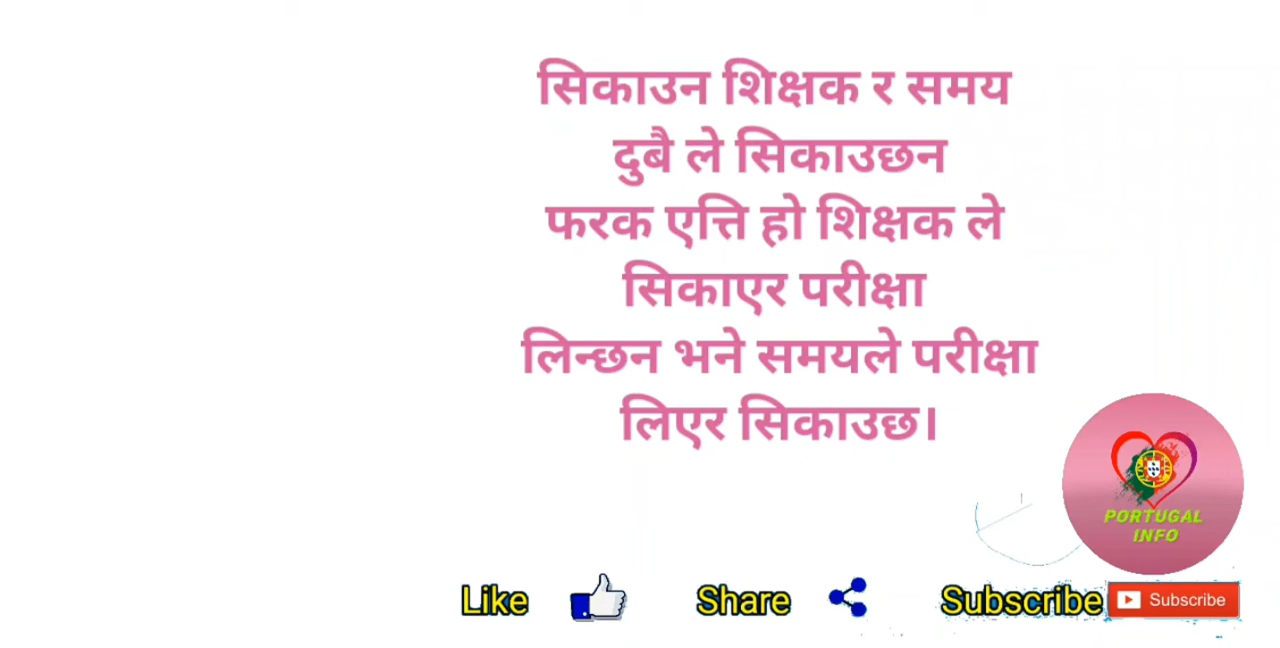 सिकाउन शिक्षक र समय
दुबै ले सिकाउछन
फरक एत्ति हो शिक्षक ले
सिकाएर परीक्षा
लिन्छन भने समयले परीक्षा
लिएर सिकाउछ।
PORTUGAL
INFO
Like Share Subscribe Subscribe